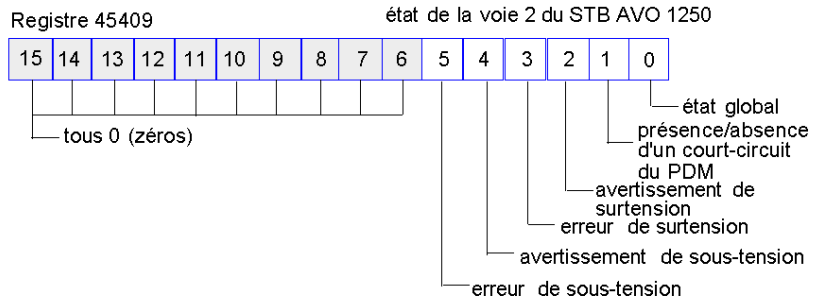 Registre 45409
état de la voie 2 du STB AVO 1250
15 14 13 12 11 10 9 8 7 6 5 4 3 2 1 0
état global
tous 0 (zéros)
présence/absence
d'un court-circuit
du PDM
avertissement de
surtension
erreur de surtension
avertissement de sous-tension
erreur de sous-tension